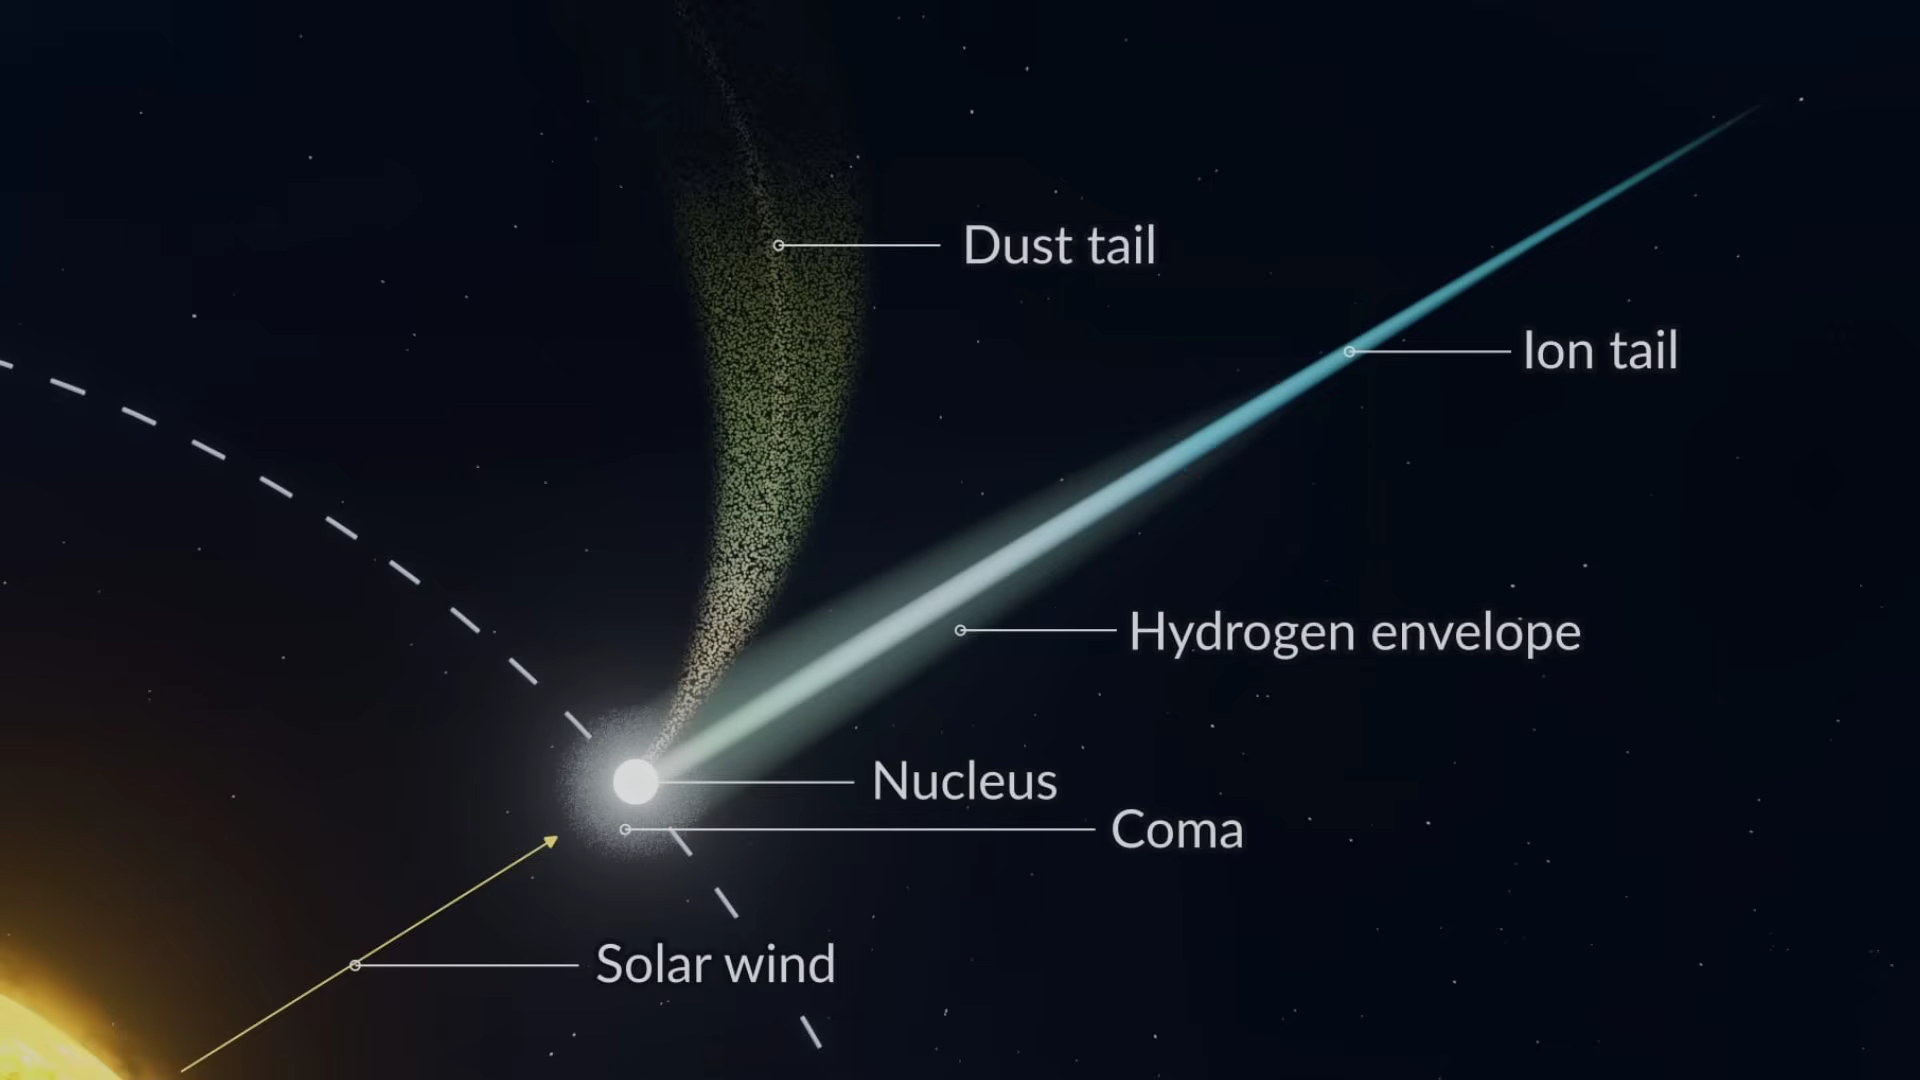 Dust tail
Ion tail
Hydrogen envelope
Nucleus
Coma
Solar wind